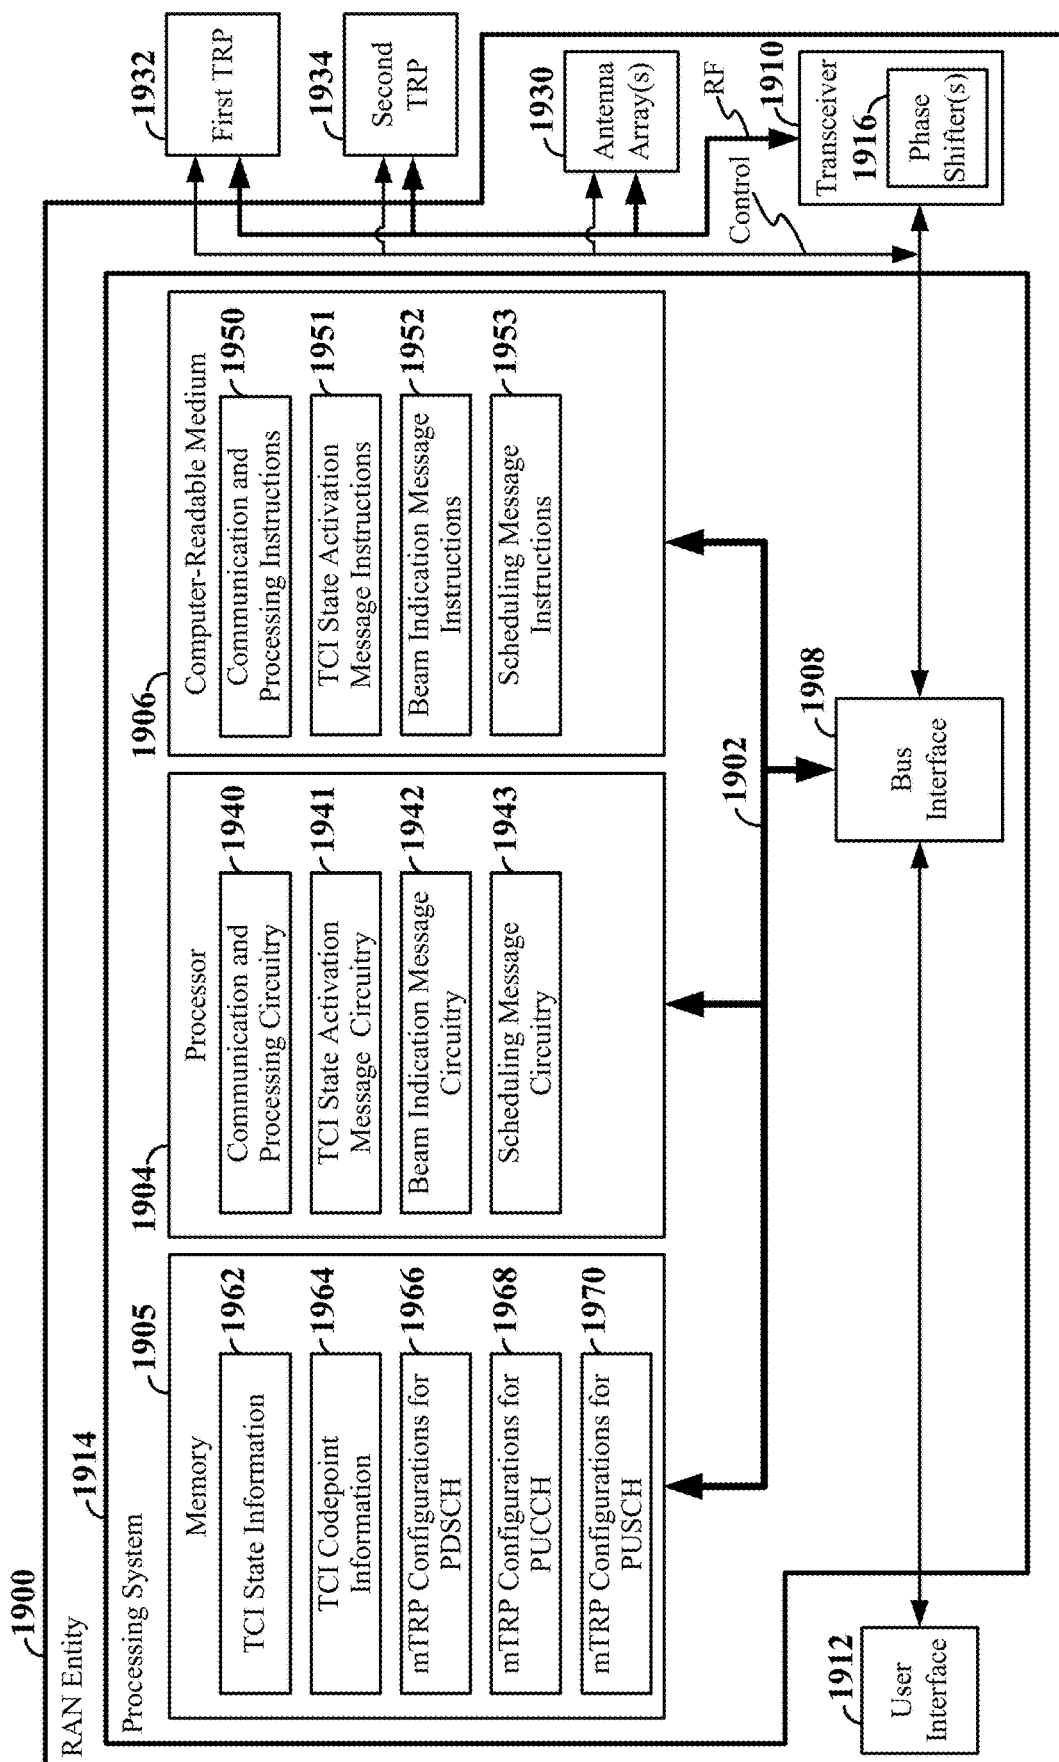 1900
RAN Entity
1914
Processing System
1905
Memory
1962
TCI State Information
1964
TCI Codepoint
Information
1966
mTRP Configurations for
PDSCH
1968
mTRP Configurations for
PUCCH
1970
mTRP Configurations for
PUSCH
1904
Processor
1940
Communication and
Processing Circuitry
1941
TCI State Activation
Message Circuitry
1942
Beam Indication Message
Circuitry
1943
Scheduling Message
Circuitry
1906
Computer-Readable Medium
1950
Communication and
Processing Instructions
1951
TCI State Activation
Message Instructions
1952
Beam Indication Message
Instructions
1953
Scheduling Message
Instructions
1902
1908
Bus
Interface
1912
User
Interface
1932
First TRP
1934
Second
TRP
1930
Antenna
Array(s)
RF
Control
1910
Transceiver
1916
Phase
Shifter(s)